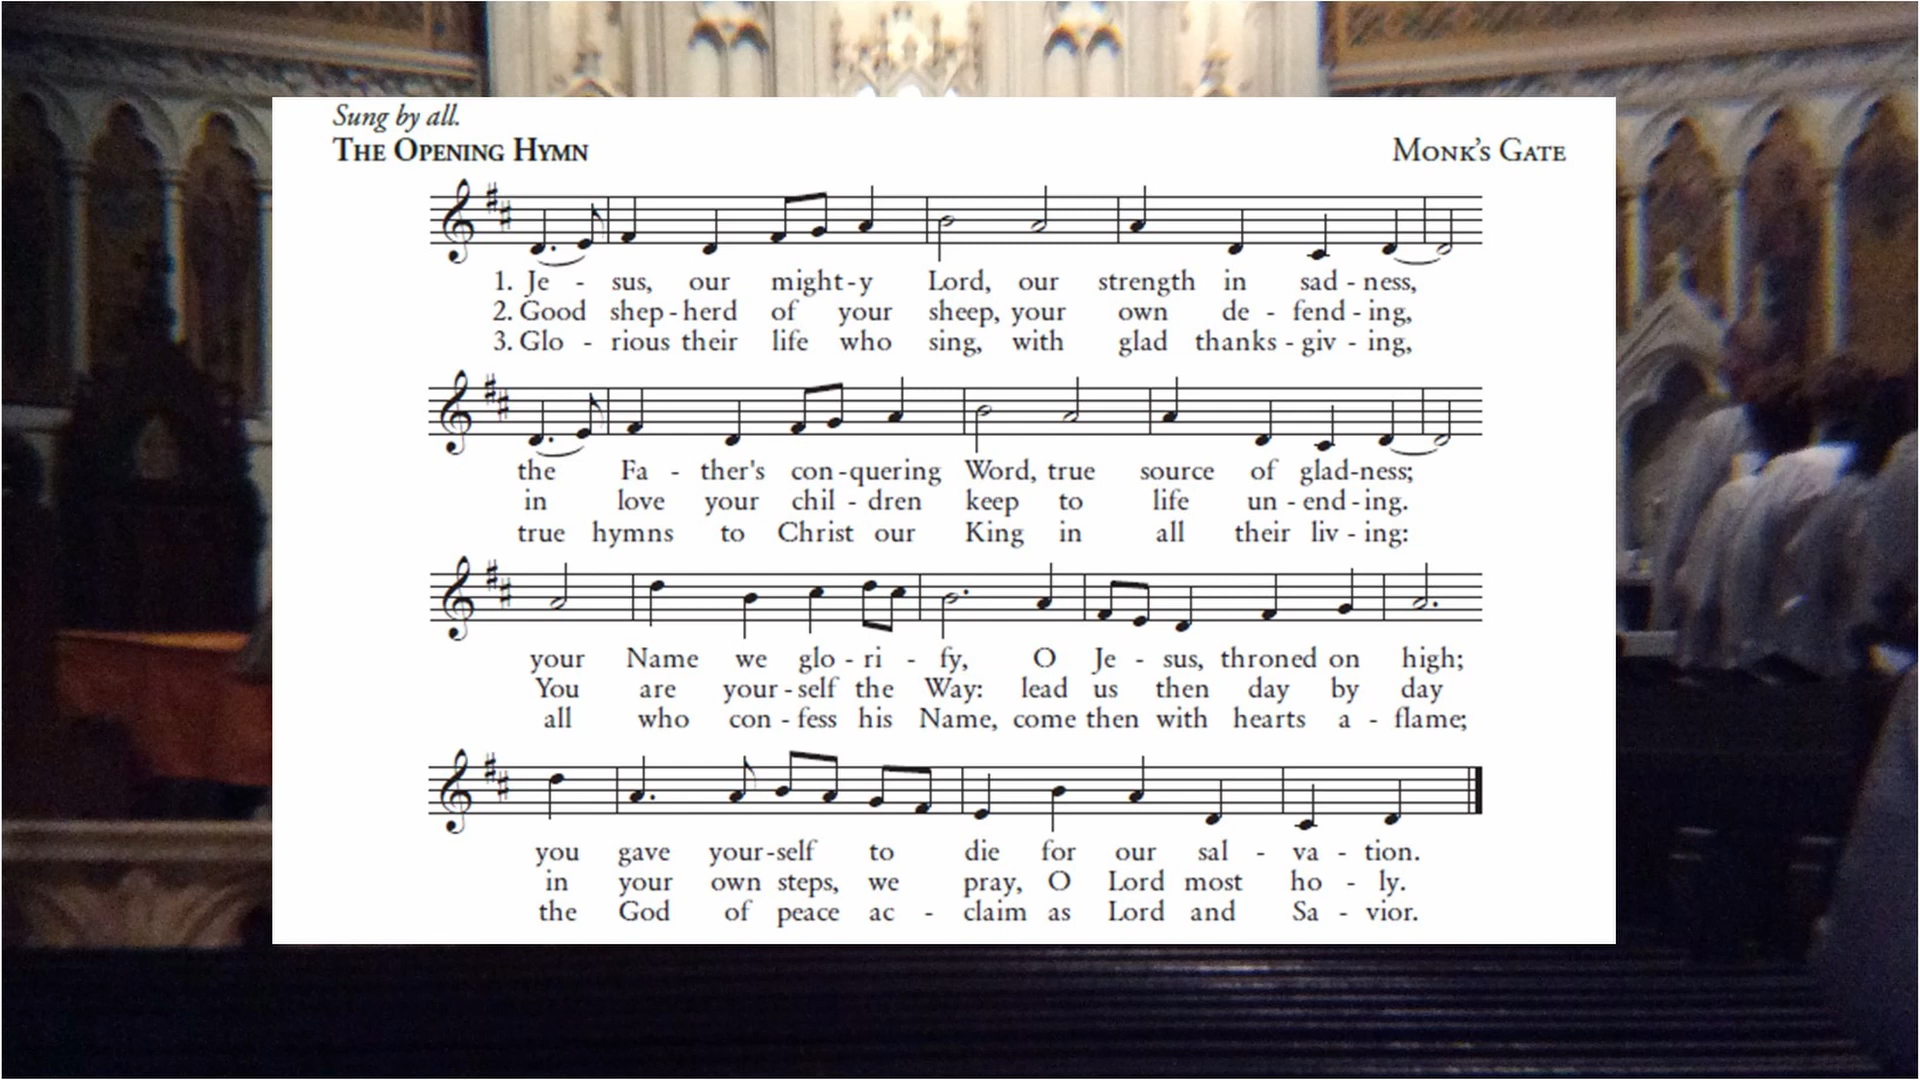 Sung by all.
THE OPENING HYMN MONK'S GATE
1. Je - sus, our might - y Lord, our strength in sad - ness,
2. Good shep - herd of your sheep, your own de - fend - ing,
3. Glo - rious their life who sing, with glad thanks - giv - ing,
the Fa - ther's con - quering Word, true source of glad - ness;
in love your chil - dren keep to life un - end - ing.
true hymns to Christ our King in all their liv - ing:
your Name we glo - ri - fy, O Je - sus, throned on high;
You are your - self the Way: lead us then day by day
all who con - fess his Name, come then with hearts a - flame;
you gave your - self to die for our sal - va - tion.
in your own steps, we pray, O Lord most ho - ly.
the God of peace ac - claim as Lord and Sa - vior.